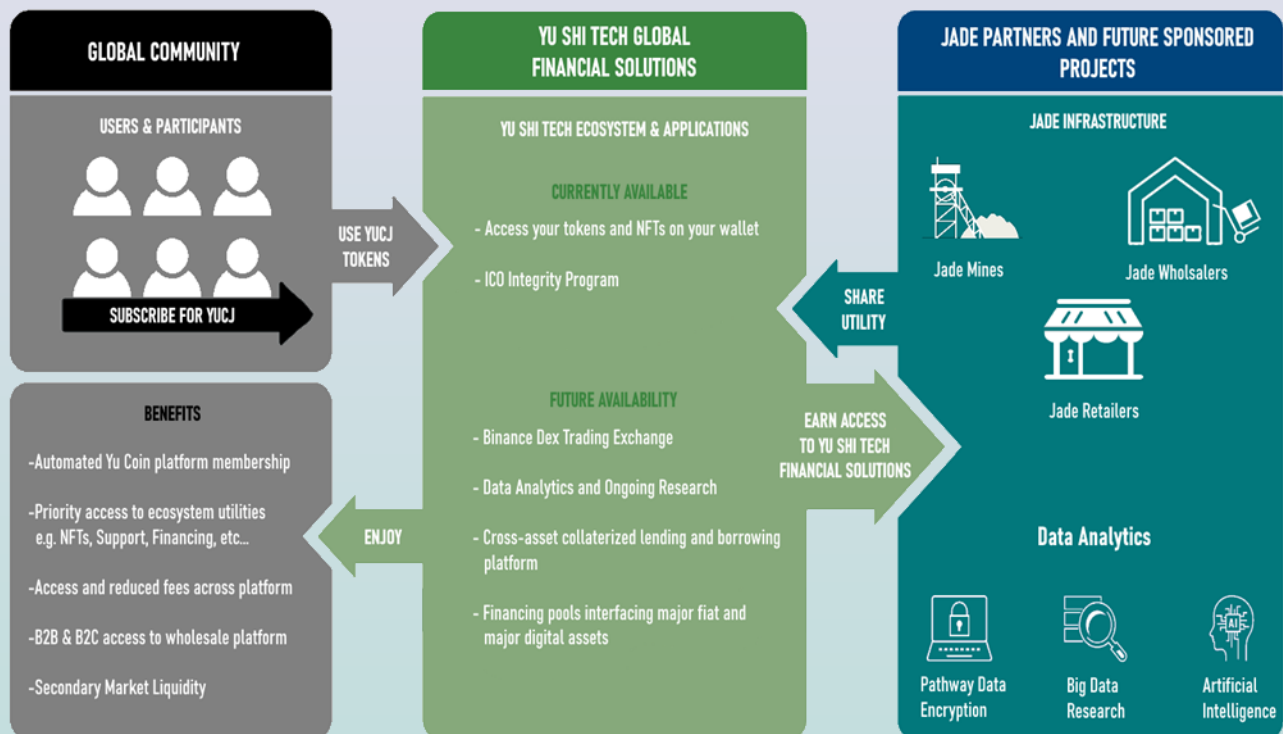 GLOBAL COMMUNITY
USERS & PARTICIPANTS
SUBSCRIBE FOR YUCJ
USE YUCJ
TOKENS
BENEFITS
-Automated Yu Coin platform membership
-Priority access to ecosystem utilities
e.g. NFTs, Support, Financing, etc...
-Access and reduced fees across platform
-B2B & B2C access to wholesale platform
-Secondary Market Liquidity
ENJOY
YU SHI TECH GLOBAL
FINANCIAL SOLUTIONS
YU SHI TECH ECOSYSTEM & APPLICATIONS
CURRENTLY AVAILABLE
- Access your tokens and NFTs on your wallet
- ICO Integrity Program
FUTURE AVAILABILITY
- Binance Dex Trading Exchange
- Data Analytics and Ongoing Research
- Cross-asset collaterized lending and borrowing
platform
- Financing pools interfacing major fiat and
major digital assets
SHARE
UTILITY
EARN ACCESS
TO YU SHI TECH
FINANCIAL SOLUTIONS
JADE PARTNERS AND FUTURE SPONSORED
PROJECTS
JADE INFRASTRUCTURE
Jade Mines
Jade Wholsalers
Jade Retailers
Data Analytics
Pathway Data
Encryption
Big Data
Research
AI
Artificial
Intelligence